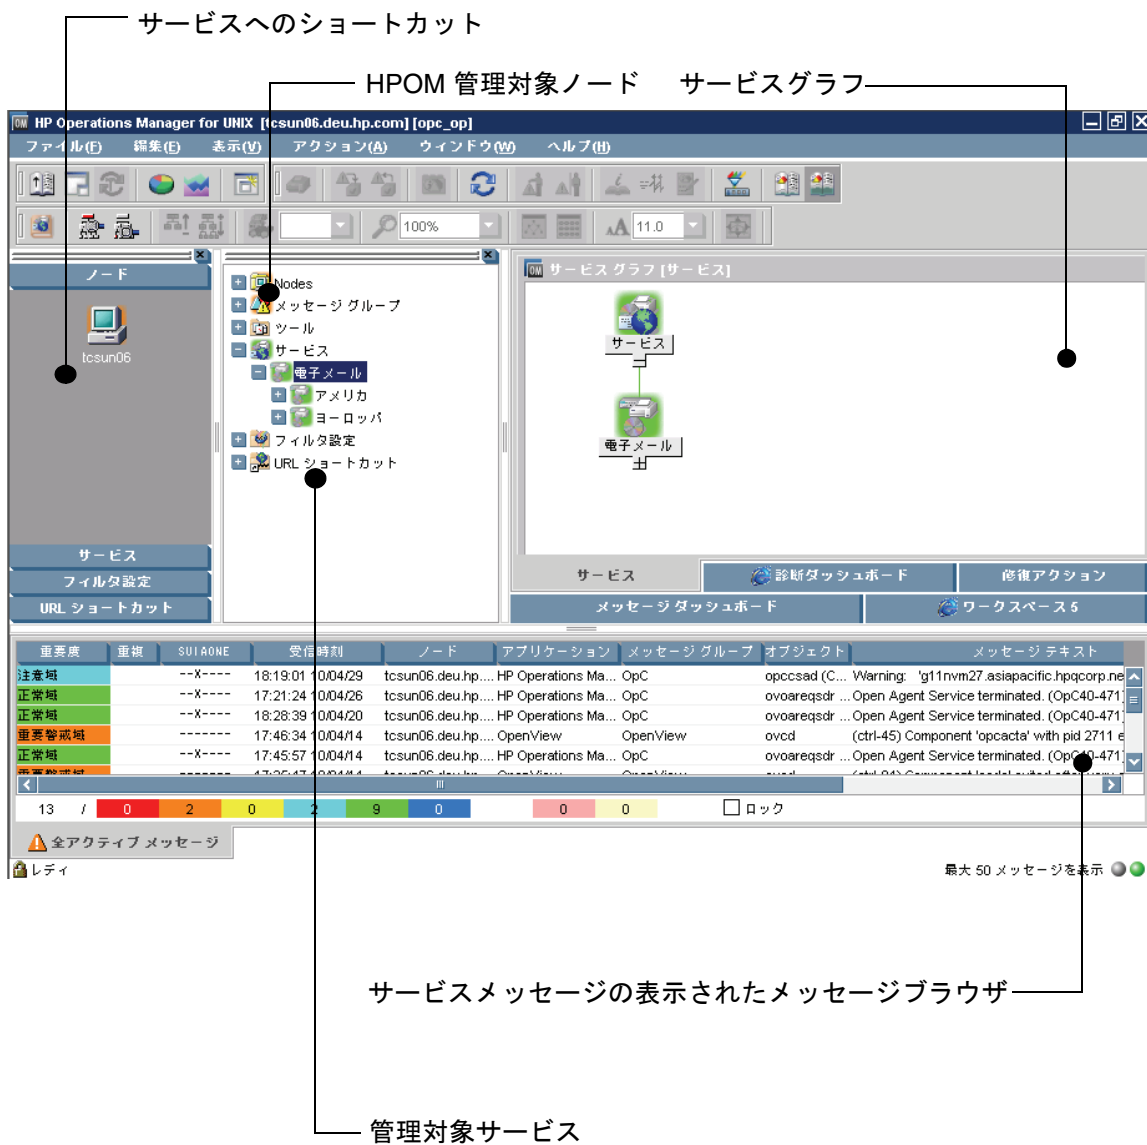 サービスへのショートカット
HPOM 管理対象ノード サービスグラフ
HP Operations Manager for UNIX [tcsun06.deu.hp.com] [opc_op]
ファイル(F) 編集(E) 表示(V) アクション(A) ウィンドウ(W) ヘルプ(H)
100% 11.0
ノード
tcsun06
サービス
フィルタ設定
URL ショートカット
Nodes
メッセージ グループ
ツール
サービス
電子メール
アメリカ
ヨーロッパ
フィルタ設定
URL ショートカット
サービス グラフ [サービス]
サービス
電子メール
サービス 診断ダッシュボード 修復アクション
メッセージ ダッシュボード ワークスペース 5
重要度 重複 SUIAONE 受信時刻 ノード アプリケーション メッセージ グループ オブジェクト メッセージ テキスト
注意域 --X---- 18:19:01 10/04/29 tcsun06.deu.hp.... HP Operations Ma... OpC opccsad (C... Warning: 'g11nvm27.asiapacific.hpqcorp.ne
正常域 --X---- 17:21:24 10/04/26 tcsun06.deu.hp.... HP Operations Ma... OpC ovoareqsdr ... Open Agent Service terminated. (OpC40-471)
正常域 --X---- 18:28:39 10/04/20 tcsun06.deu.hp.... HP Operations Ma... OpC ovoareqsdr ... Open Agent Service terminated. (OpC40-471)
重要警戒域 ------- 17:46:34 10/04/14 tcsun06.deu.hp.... OpenView OpenView ovcd (ctrl-45) Component 'opcacta' with pid 2711 e
正常域 --X---- 17:45:57 10/04/14 tcsun06.deu.hp.... HP Operations Ma... OpC ovoareqsdr ... Open Agent Service terminated. (OpC40-471)
13 / 0 2 0 2 9 0 0 0 ロック
全アクティブ メッセージ
レディ 最大 50 メッセージを表示
サービスメッセージの表示されたメッセージブラウザ
管理対象サービス